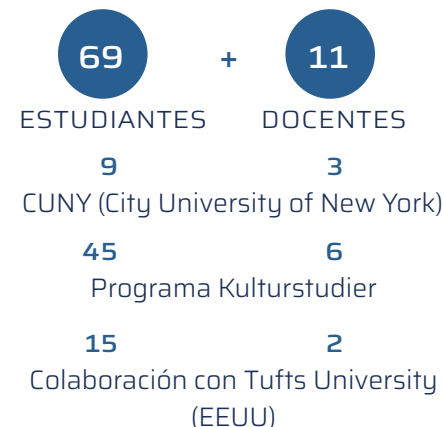 69 + 11
ESTUDIANTES DOCENTES
9 3
CUNY (City University of New York)
45 6
Programa Kulturstudier
15 2
Colaboración con Tufts University
(EEUU)